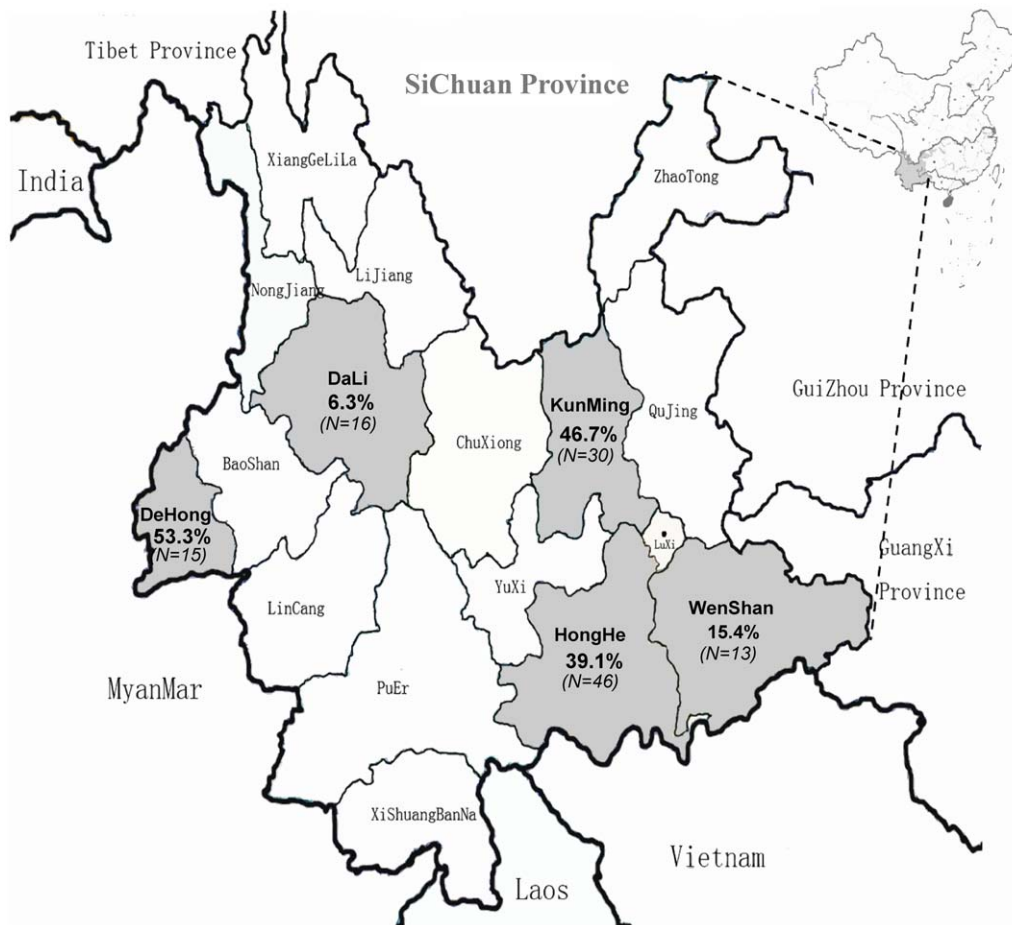 Tibet Province
SiChuan Province
XiangGeLiLa
ZhaoTong
India
LiJiang
NongJiang
DaLi
6.3%
(N=16)
KunMing
46.7%
(N=30)
QuJing
GuiZhou Province
ChuXiong
BaoShan
DeHong
53.3%
(N=15)
LuXi
GuangXi
Province
YuXi
LinCang
WenShan
15.4%
(N=13)
HongHe
39.1%
(N=46)
MyanMar
PuEr
XiShuangBanNa
Vietnam
Laos